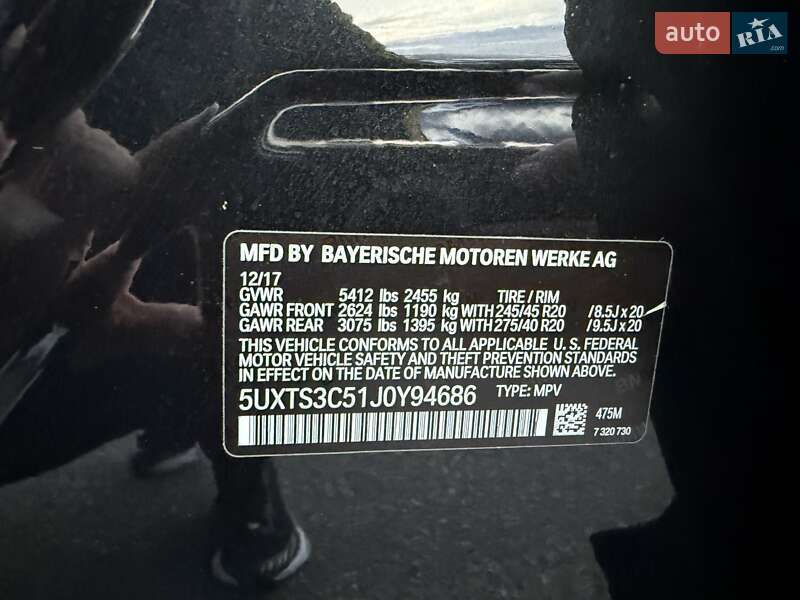 auto RIA
.com
MFD BY BAYERISCHE MOTOREN WERKE AG
12/17
GVWR 5412 lbs 2455 kg TIRE / RIM
GAWR FRONT 2624 lbs 1190 kg WITH 245/45 R20 /8.5J x 20
GAWR REAR 3075 lbs 1395 kg WITH 275/40 R20 /9.5J x 20
THIS VEHICLE CONFORMS TO ALL APPLICABLE U. S. FEDERAL
MOTOR VEHICLE SAFETY AND THEFT PREVENTION STANDARDS
IN EFFECT ON THE DATE OF MANUFACTURE SHOWN ABOVE.
5UXTS3C51J0Y94686 TYPE: MPV
475M
7 320 730